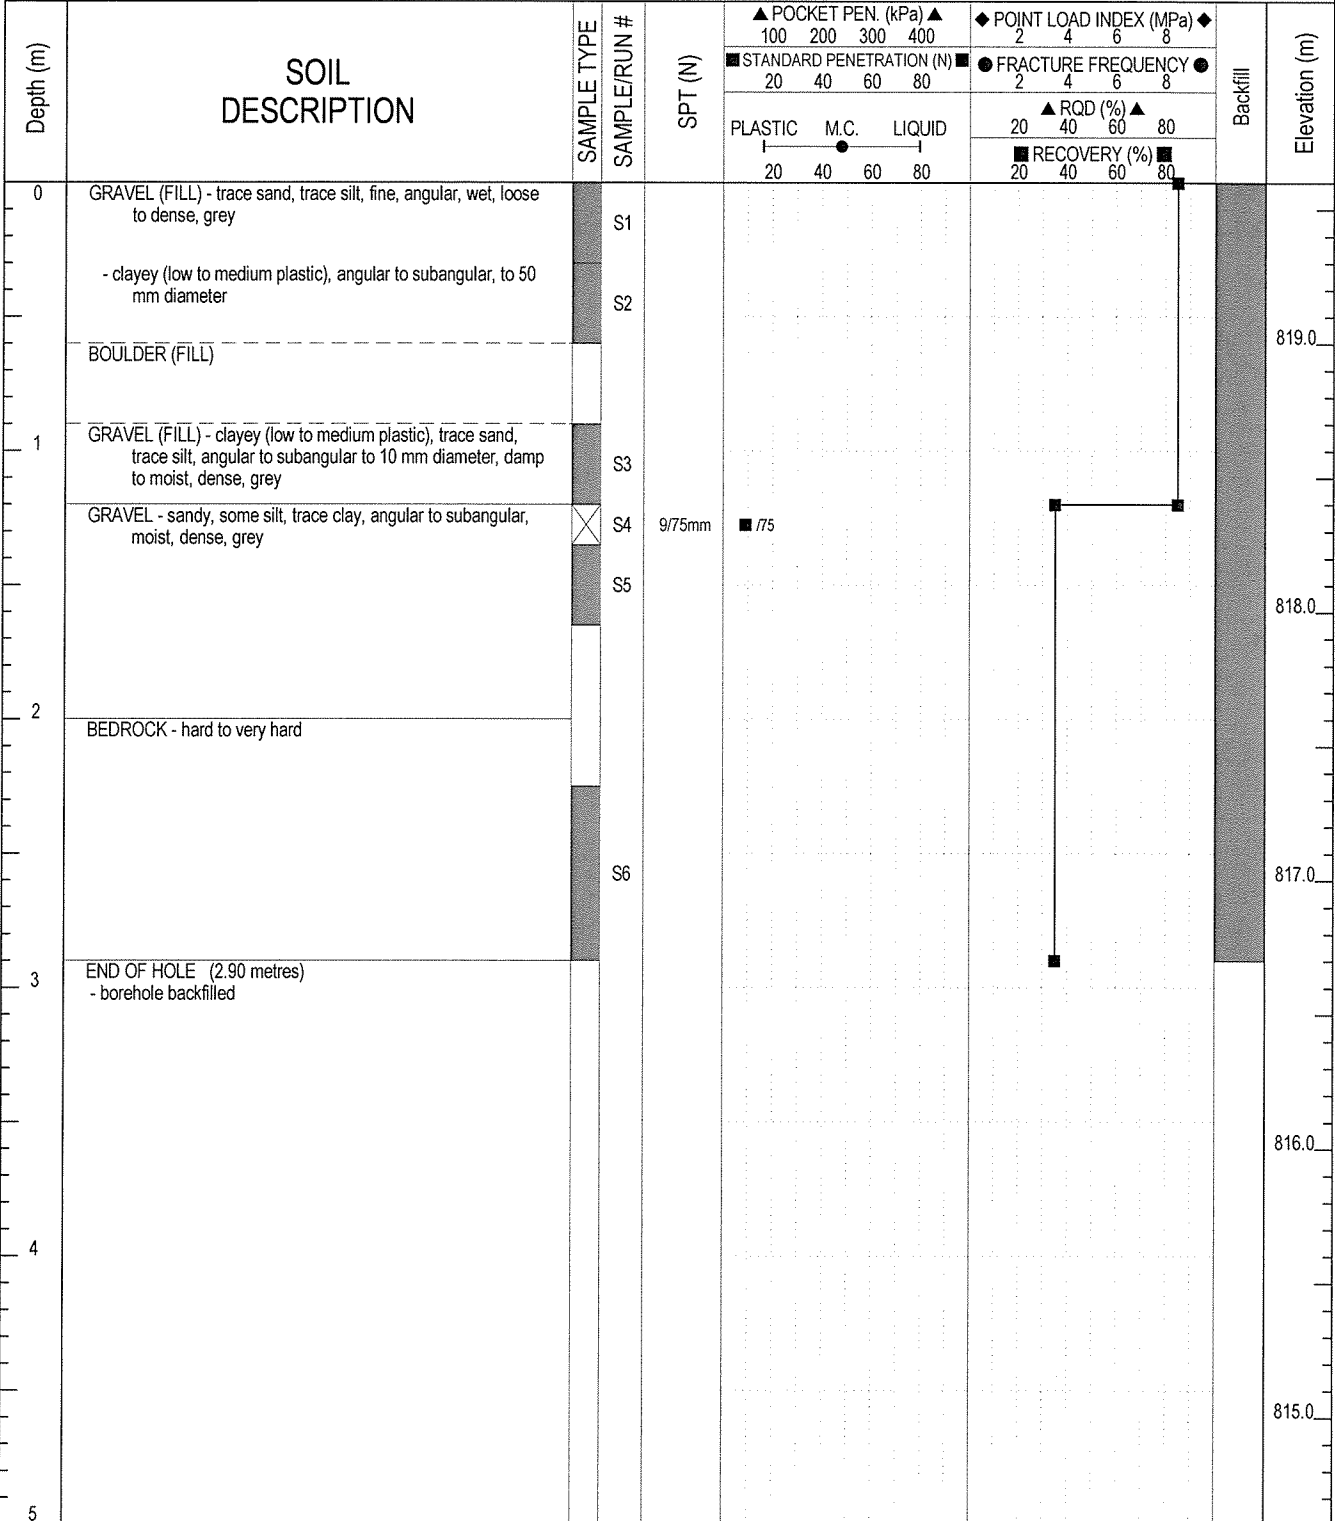 Depth (m)
SOIL
DESCRIPTION
SAMPLE TYPE
SAMPLE/RUN #
SPT (N)
▲ POCKET PEN. (kPa) ▲
100 200 300 400
■ STANDARD PENETRATION (N) ■
20 40 60 80
PLASTIC M.C. LIQUID
20 40 60 80
◆ POINT LOAD INDEX (MPa) ◆
2 4 6 8
● FRACTURE FREQUENCY ●
2 4 6 8
▲ RQD (%) ▲
20 40 60 80
■ RECOVERY (%) ■
20 40 60 80
Backfill
Elevation (m)
0
GRAVEL (FILL) - trace sand, trace silt, fine, angular, wet, loose
to dense, grey
S1
- clayey (low to medium plastic), angular to subangular, to 50
mm diameter
S2
BOULDER (FILL)
819.0
1
GRAVEL (FILL) - clayey (low to medium plastic), trace sand,
trace silt, angular to subangular to 10 mm diameter, damp
to moist, dense, grey
S3
GRAVEL - sandy, some silt, trace clay, angular to subangular,
moist, dense, grey
S4
9/75mm
/75
S5
818.0
2
BEDROCK - hard to very hard
S6
817.0
3
END OF HOLE (2.90 metres)
- borehole backfilled
816.0
4
815.0
5